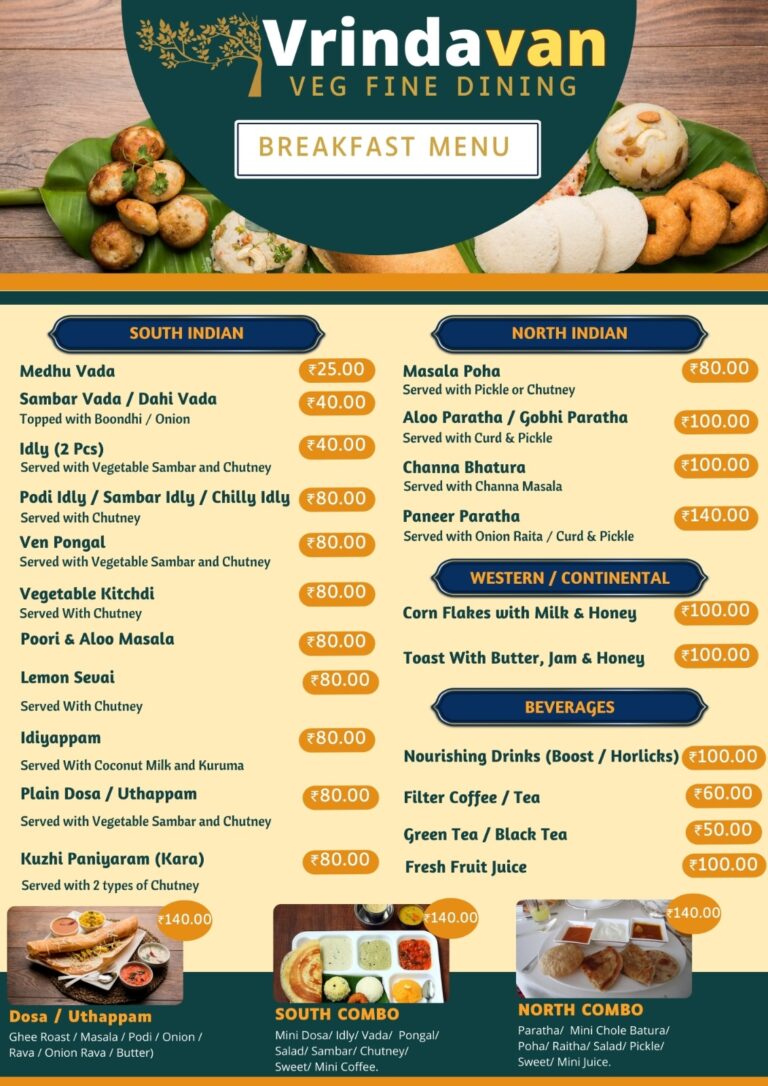 Vrindavan
VEG FINE DINING
BREAKFAST MENU
SOUTH INDIAN
Medhu Vada ₹25.00
Sambar Vada / Dahi Vada ₹40.00
Topped with Boondhi / Onion
Idly (2 Pcs) ₹40.00
Served with Vegetable Sambar and Chutney
Podi Idly / Sambar Idly / Chilly Idly ₹80.00
Served with Chutney
Ven Pongal ₹80.00
Served with Vegetable Sambar and Chutney
Vegetable Kitchdi ₹80.00
Served With Chutney
Poori & Aloo Masala ₹80.00
Lemon Sevai ₹80.00
Served With Chutney
Idiyappam ₹80.00
Served With Coconut Milk and Kuruma
Plain Dosa / Uthappam ₹80.00
Served with Vegetable Sambar and Chutney
Kuzhi Paniyaram (Kara) ₹80.00
Served with 2 types of Chutney
NORTH INDIAN
Masala Poha ₹80.00
Served with Pickle or Chutney
Aloo Paratha / Gobhi Paratha ₹100.00
Served with Curd & Pickle
Channa Bhatura ₹100.00
Served with Channa Masala
Paneer Paratha ₹140.00
Served with Onion Raita / Curd & Pickle
WESTERN / CONTINENTAL
Corn Flakes with Milk & Honey ₹100.00
Toast With Butter, Jam & Honey ₹100.00
BEVERAGES
Nourishing Drinks (Boost / Horlicks) ₹100.00
Filter Coffee / Tea ₹60.00
Green Tea / Black Tea ₹50.00
Fresh Fruit Juice ₹100.00
₹140.00
Dosa / Uthappam
Ghee Roast / Masala / Podi / Onion /
Rava / Onion Rava / Butter)
₹140.00
SOUTH COMBO
Mini Dosa/ Idly/ Vada/ Pongal/
Salad/ Sambar/ Chutney/
Sweet/ Mini Coffee.
₹140.00
NORTH COMBO
Paratha/ Mini Chole Batura/
Poha/ Raitha/ Salad/ Pickle/
Sweet/ Mini Juice.